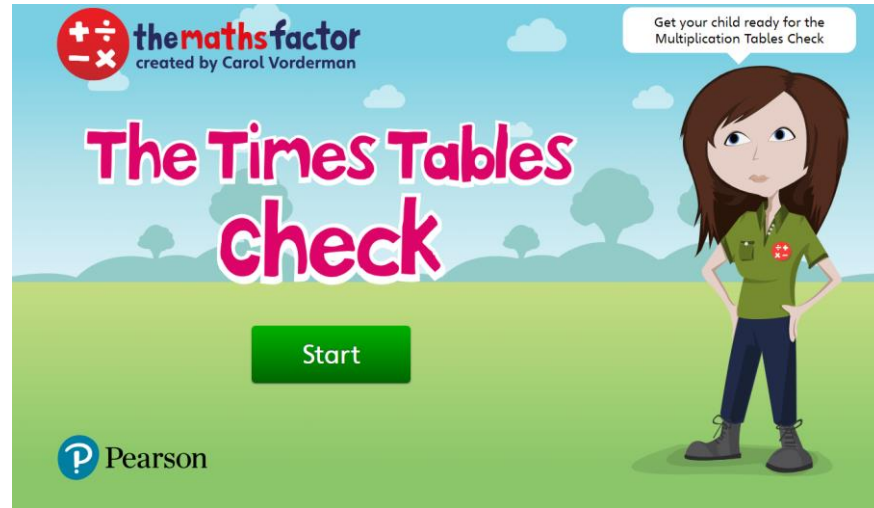 themathsfactor
created by Carol Vorderman
Get your child ready for the
Multiplication Tables Check
The Times Tables
check
Start
Pearson